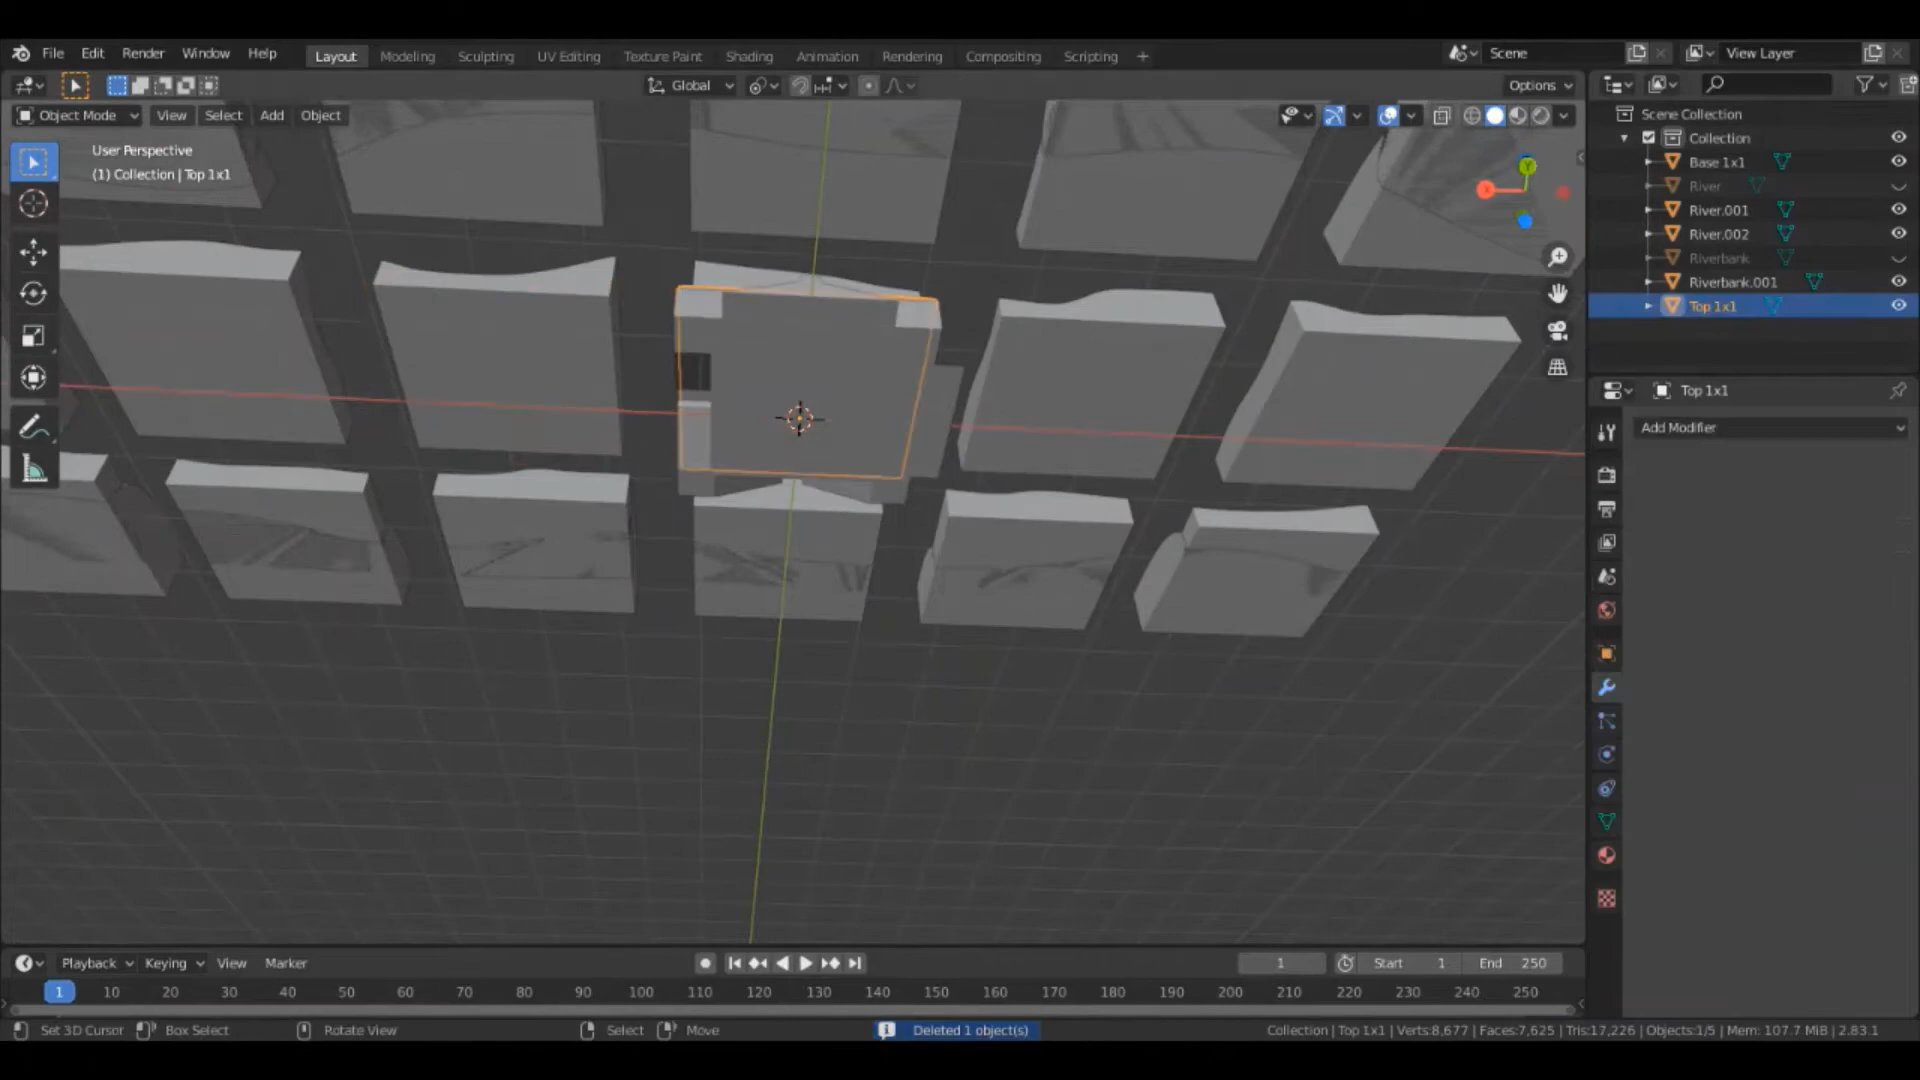 File Edit Render Window Help Layout Modeling Sculpting UV Editing Texture Paint Shading Animation Rendering Compositing Scripting + Scene View Layer
Global Options
Object Mode View Select Add Object
User Perspective
(1) Collection | Top 1x1
Y
X
Scene Collection
Collection
Base 1x1
River
River.001
River.002
Riverbank
Riverbank.001
Top 1x1
Top 1x1
Add Modifier
Playback Keying View Marker 1 Start 1 End 250
1 10 20 30 40 50 60 70 80 90 100 110 120 130 140 150 160 170 180 190 200 210 220 230 240 250
Set 3D Cursor Box Select Rotate View Select Move Deleted 1 object(s) Collection | Top 1x1 | Verts:8,677 | Faces:7,625 | Tris:17,226 | Objects:1/5 | Mem: 107.7 MiB | 2.83.1